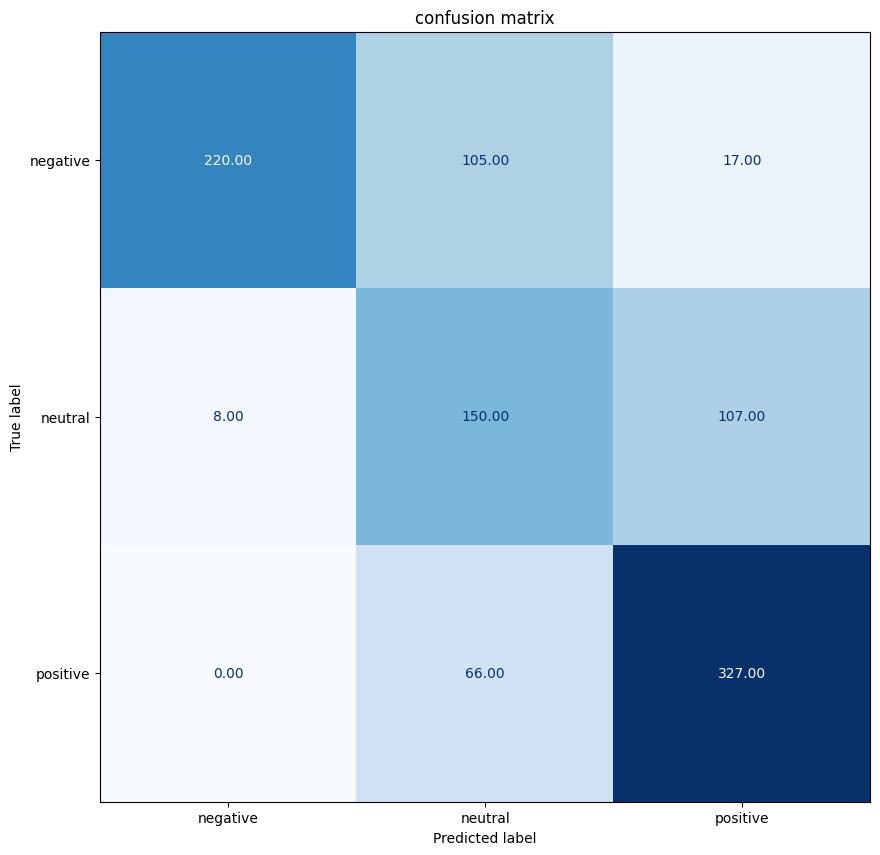 confusion matrix
negative 220.00 105.00 17.00
neutral 8.00 150.00 107.00
positive 0.00 66.00 327.00
True label
negative neutral positive
Predicted label